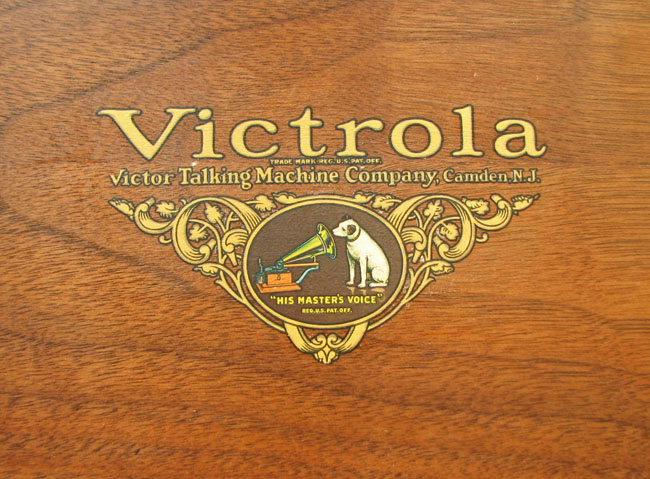 Victrola
TRADE MARK REG. U.S. PAT. OFF.
Victor Talking Machine Company, Camden, N.J.
"HIS MASTER'S VOICE"
REG. U.S. PAT. OFF.